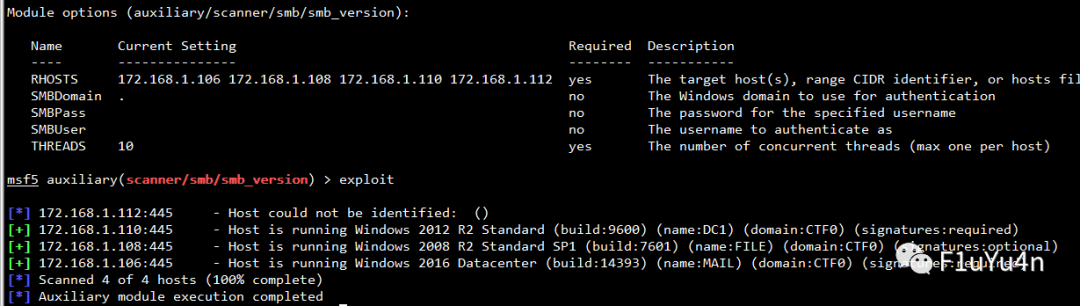 Module options (auxiliary/scanner/smb/smb_version):
Name Current Setting Required Description
---- --------------- -------- -----------
RHOSTS 172.168.1.106 172.168.1.108 172.168.1.110 172.168.1.112 yes The target host(s), range CIDR identifier, or hosts fil
SMBDomain . no The Windows domain to use for authentication
SMBPass no The password for the specified username
SMBUser no The username to authenticate as
THREADS 10 yes The number of concurrent threads (max one per host)
msf5 auxiliary(scanner/smb/smb_version) > exploit
[*] 172.168.1.112:445 - Host could not be identified: ()
[+] 172.168.1.110:445 - Host is running Windows 2012 R2 Standard (build:9600) (name:DC1) (domain:CTF0) (signatures:required)
[+] 172.168.1.108:445 - Host is running Windows 2008 R2 Standard SP1 (build:7601) (name:FILE) (domain:CTF0) (signatures:optional)
[+] 172.168.1.106:445 - Host is running Windows 2016 Datacenter (build:14393) (name:MAIL) (domain:CTF0) (signatures:required
[*] Scanned 4 of 4 hosts (100% complete)
[*] Auxiliary module execution completed
F1uYu4n